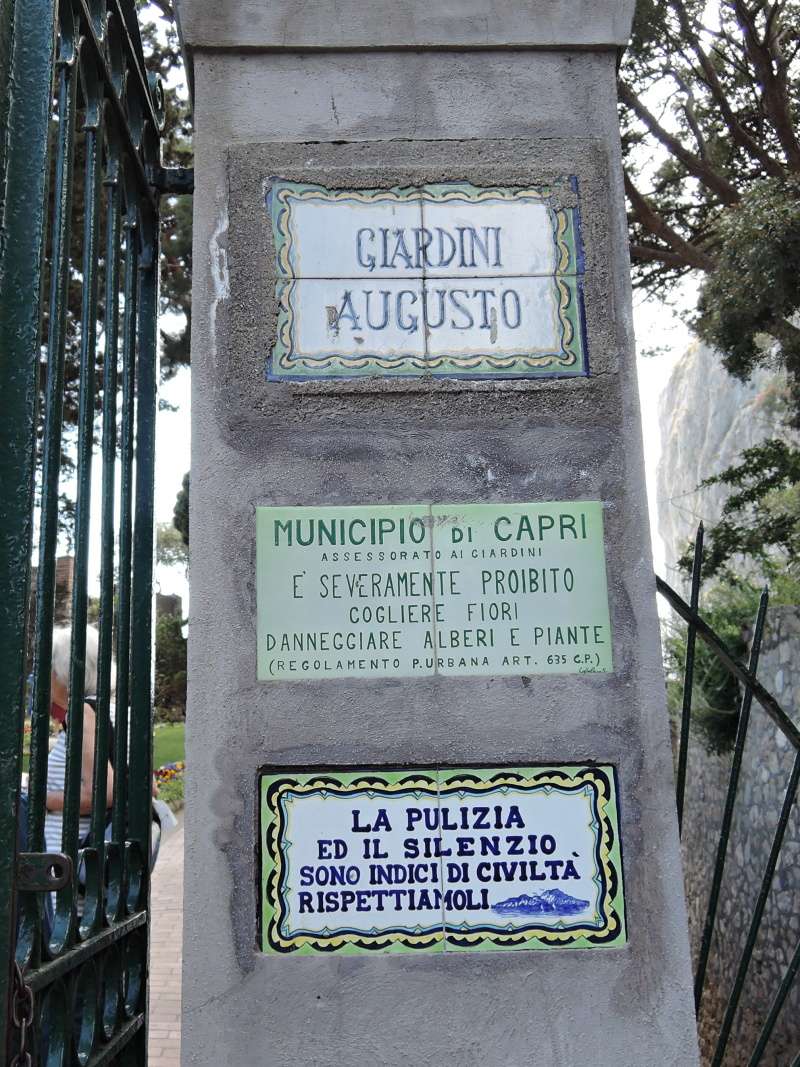 GIARDINI
AUGUSTO
MUNICIPIO DI CAPRI
ASSESSORATO AI GIARDINI
E' SEVERAMENTE PROIBITO
COGLIERE FIORI
DANNEGGIARE ALBERI E PIANTE
(REGOLAMENTO P.URBANA ART. 635 C.P.)
LA PULIZIA
ED IL SILENZIO
SONO INDICI DI CIVILTÀ
RISPETTIAMOLI